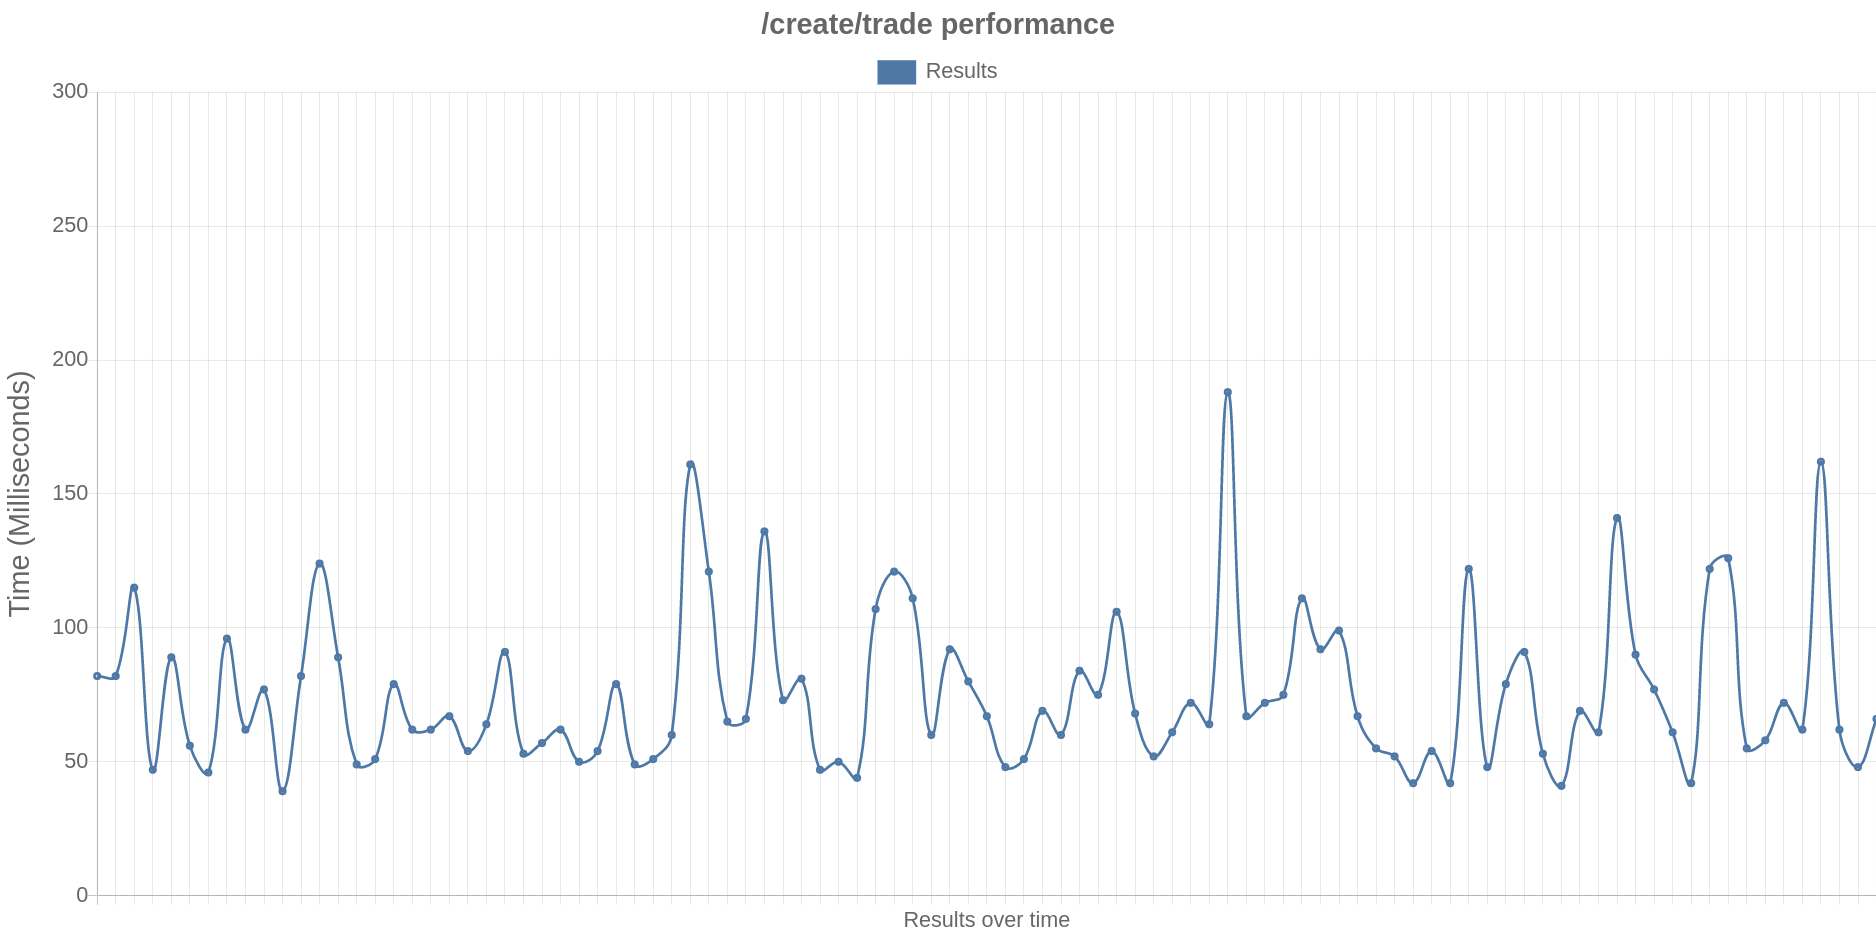 /create/trade performance
Results
300
250
200
150
100
50
0
Time (Milliseconds)
Results over time